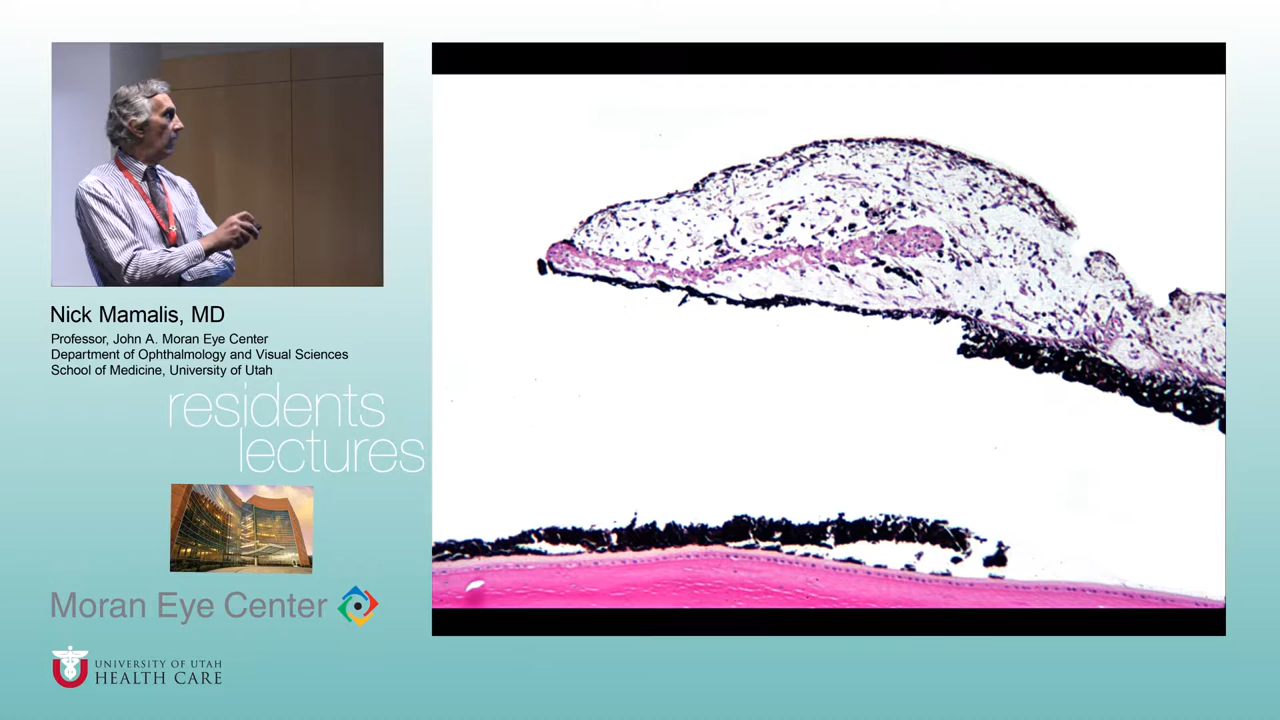 Nick Mamalis, MD
Professor, John A. Moran Eye Center
Department of Ophthalmology and Visual Sciences
School of Medicine, University of Utah
residents
lectures
Moran Eye Center
UNIVERSITY OF UTAH
HEALTH CARE